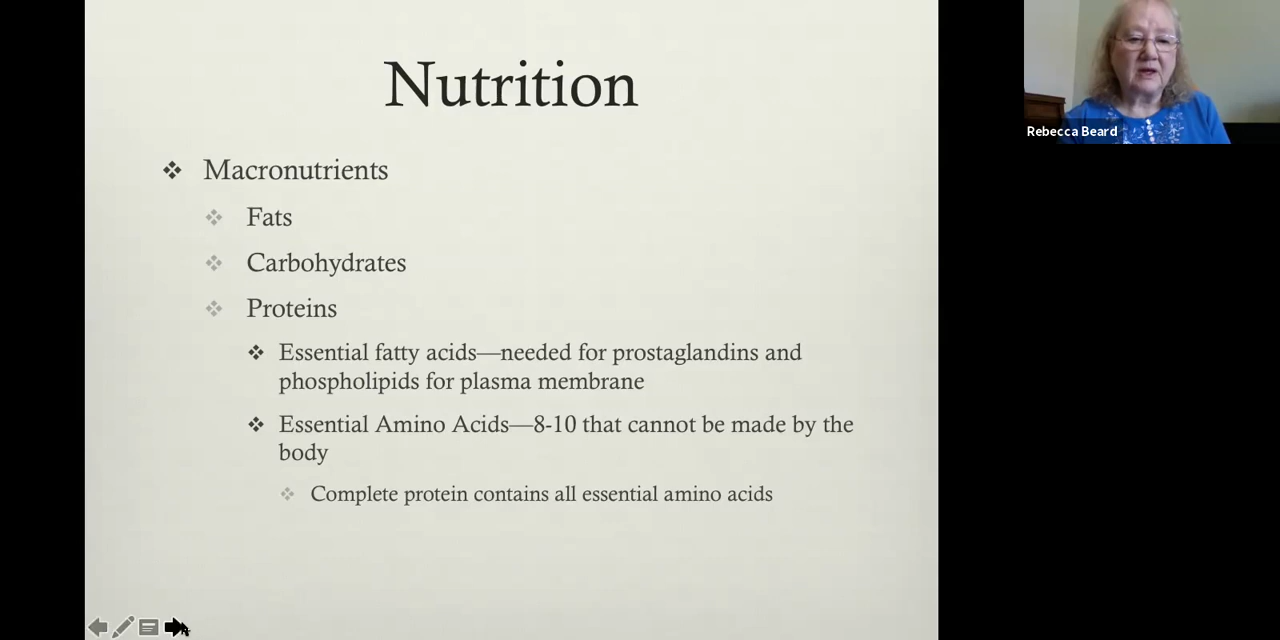 Nutrition
Macronutrients
Fats
Carbohydrates
Proteins
Essential fatty acids—needed for prostaglandins and
phospholipids for plasma membrane
Essential Amino Acids—8-10 that cannot be made by the
body
Complete protein contains all essential amino acids
Rebecca Beard